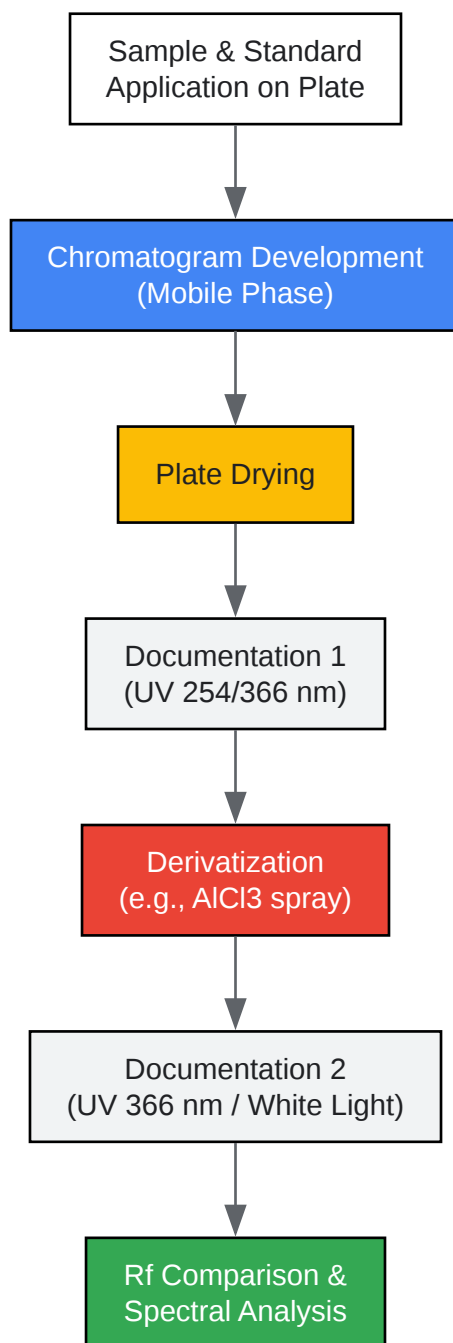 Sample & Standard
Application on Plate
Chromatogram Development
(Mobile Phase)
Plate Drying
Documentation 1
(UV 254/366 nm)
Derivatization
(e.g., AlCl3 spray)
Documentation 2
(UV 366 nm / White Light)
Rf Comparison &
Spectral Analysis